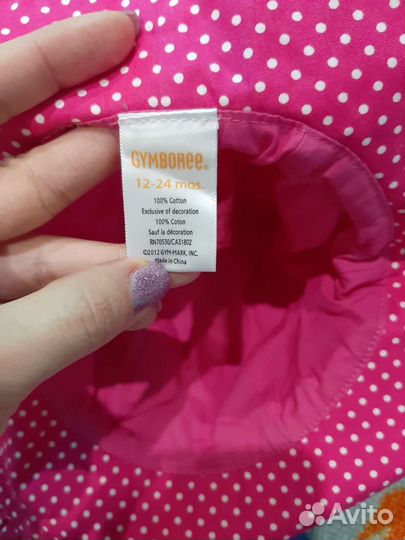 GYMBOREE®
12-24 mos.
100% Cotton
Exclusive of decoration
100% Coton
Sauf la décoration
RN70530/CA31802
©2012 GYM-MARK, INC.
Made in China
Avito